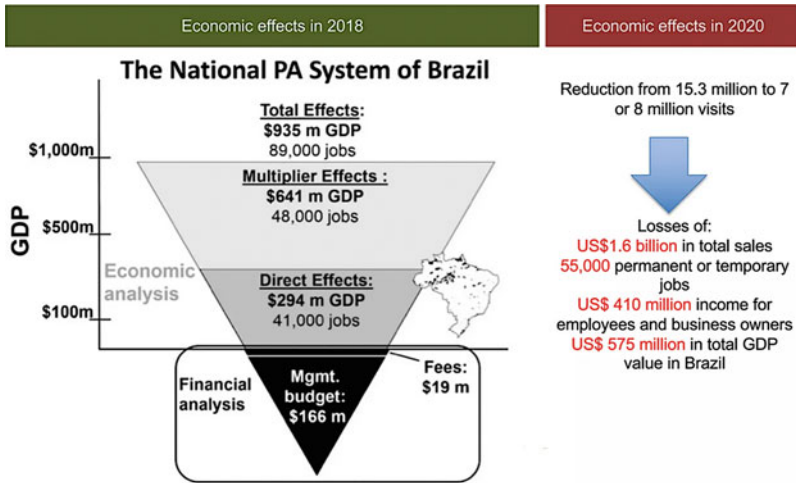 Economic effects in 2018
The National PA System of Brazil
Total Effects:
$935 m GDP
89,000 jobs
$1,000m
Multiplier Effects :
$641 m GDP
48,000 jobs
GDP
$500m
Economic
analysis
Direct Effects:
$294 m GDP
41,000 jobs
$100m
Financial
analysis
Mgmt.
budget:
$166 m
Fees:
$19 m
Economic effects in 2020
Reduction from 15.3 million to 7
or 8 million visits
Losses of:
US$1.6 billion in total sales
55,000 permanent or temporary
jobs
US$ 410 million income for
employees and business owners
US$ 575 million in total GDP
value in Brazil